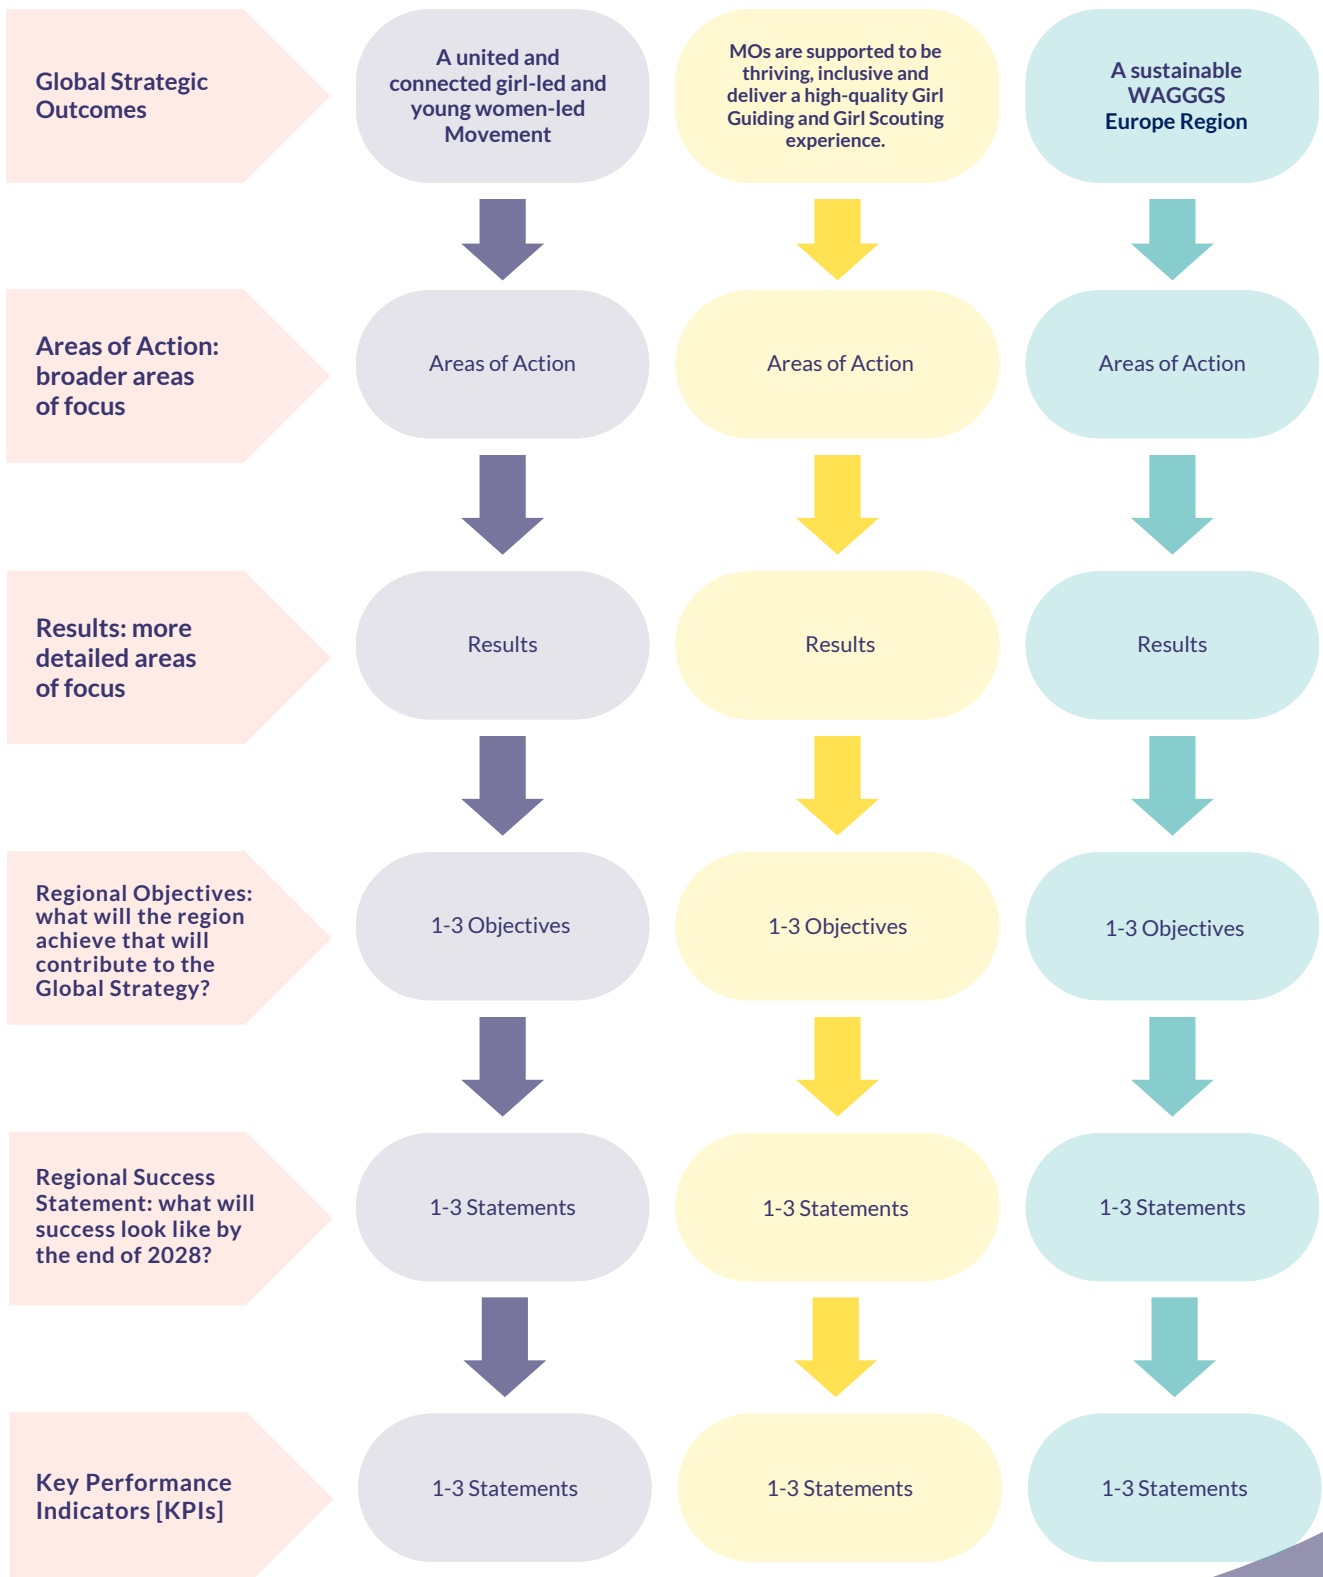 Global Strategic
Outcomes
A united and
connected girl-led and
young women-led
Movement
MOs are supported to be
thriving, inclusive and
deliver a high-quality Girl
Guiding and Girl Scouting
experience.
A sustainable
WAGGGS
Europe Region
Areas of Action:
broader areas
of focus
Areas of Action
Areas of Action
Areas of Action
Results: more
detailed areas
of focus
Results
Results
Results
Regional Objectives:
what will the region
achieve that will
contribute to the
Global Strategy?
1-3 Objectives
1-3 Objectives
1-3 Objectives
Regional Success
Statement: what will
success look like by
the end of 2028?
1-3 Statements
1-3 Statements
1-3 Statements
Key Performance
Indicators [KPIs]
1-3 Statements
1-3 Statements
1-3 Statements